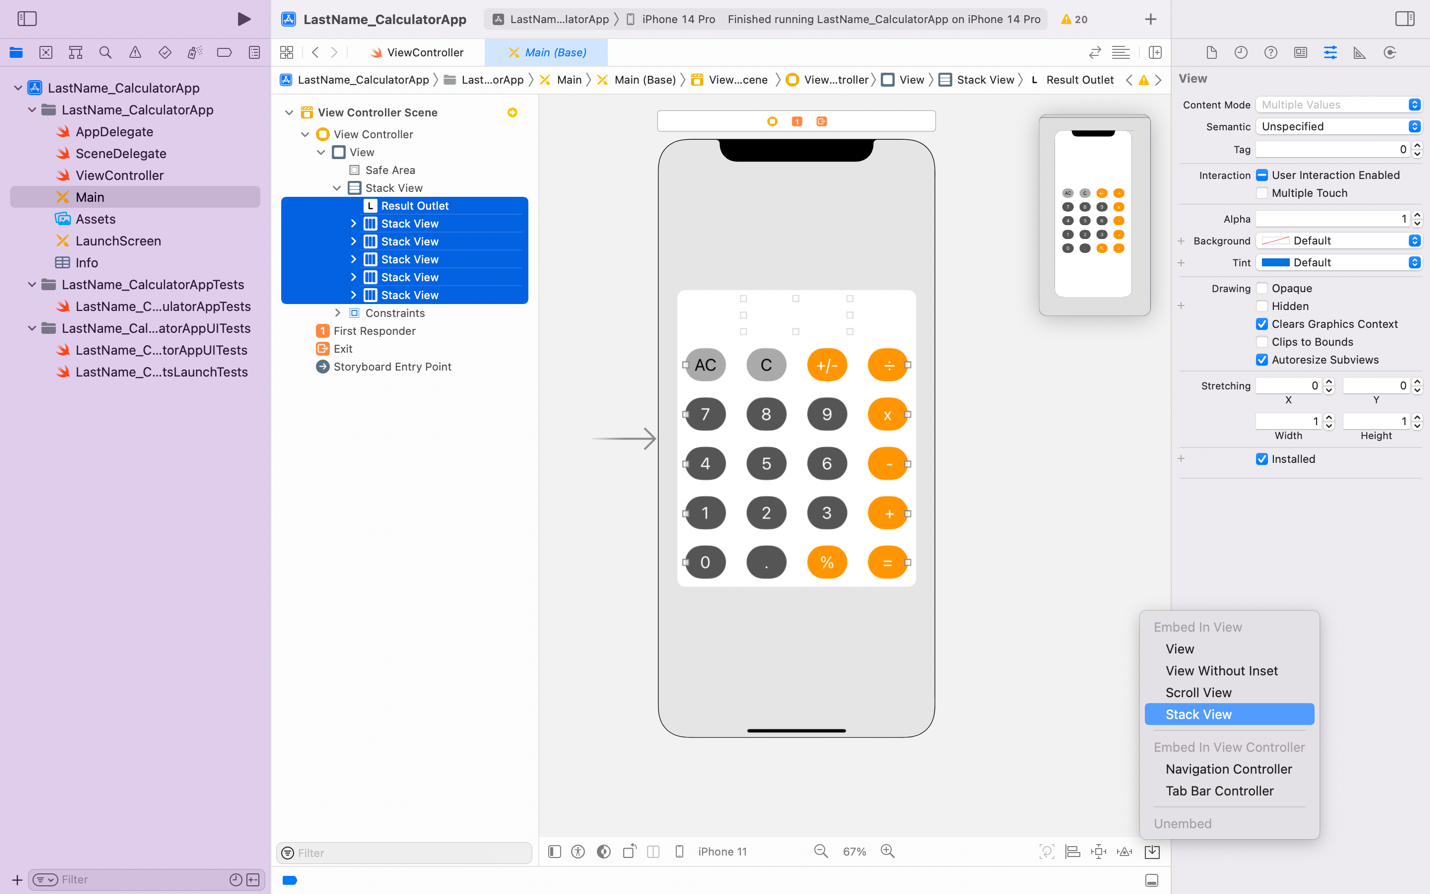 LastName_CalculatorApp
LastNam...latorApp
iPhone 14 Pro
Finished running LastName_CalculatorApp on iPhone 14 Pro
20
ViewController
Main (Base)
LastName_CalculatorApp
Last...orApp
Main
Main (Base)
View...cene
View...troller
View
Stack View
L
Result Outlet
LastName_CalculatorApp
LastName_CalculatorApp
AppDelegate
SceneDelegate
ViewController
Main
Assets
LaunchScreen
Info
LastName_CalculatorAppTests
LastName_C...ulatorAppTests
LastName_Cal...atorAppUITests
LastName_C...torAppUITests
LastName_C...tsLaunchTests
Filter
View Controller Scene
View Controller
View
Safe Area
Stack View
L
Result Outlet
Stack View
Stack View
Stack View
Stack View
Stack View
Constraints
1
First Responder
Exit
Storyboard Entry Point
Filter
1
AC C +/- ÷
7 8 9 x
4 5 6 -
1 2 3 +
0 . % =
iPhone 11
67%
View
Content Mode
Multiple Values
Semantic
Unspecified
Tag
0
Interaction
User Interaction Enabled
Multiple Touch
Alpha
1
Background
Default
Tint
Default
Drawing
Opaque
Hidden
Clears Graphics Context
Clips to Bounds
Autoresize Subviews
Stretching
0
0
X
Y
1
1
Width
Height
Installed
Embed In View
View
View Without Inset
Scroll View
Stack View
Embed In View Controller
Navigation Controller
Tab Bar Controller
Unembed